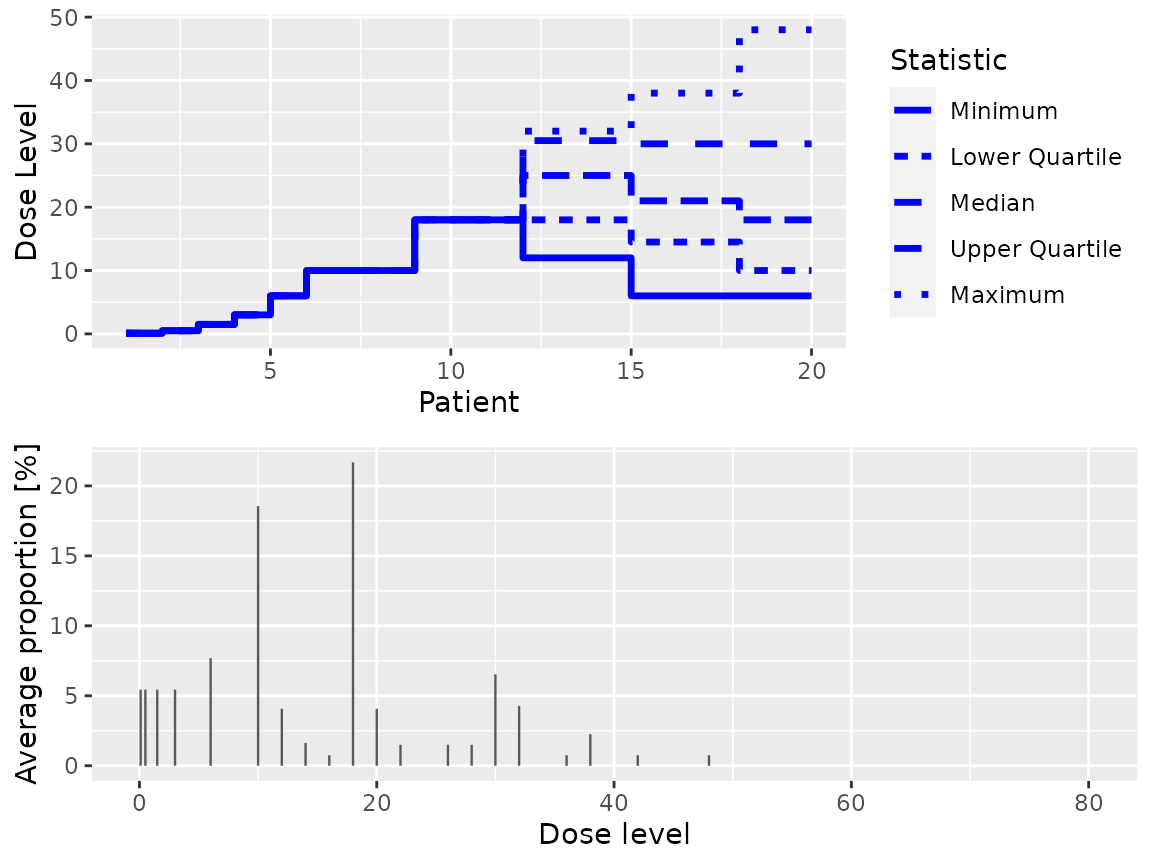 50
40
30
20
10
0
Dose Level
5
10
15
20
Patient
Statistic
Minimum
Lower Quartile
Median
Upper Quartile
Maximum
20
15
10
5
0
Average proportion [%]
0
20
40
60
80
Dose level